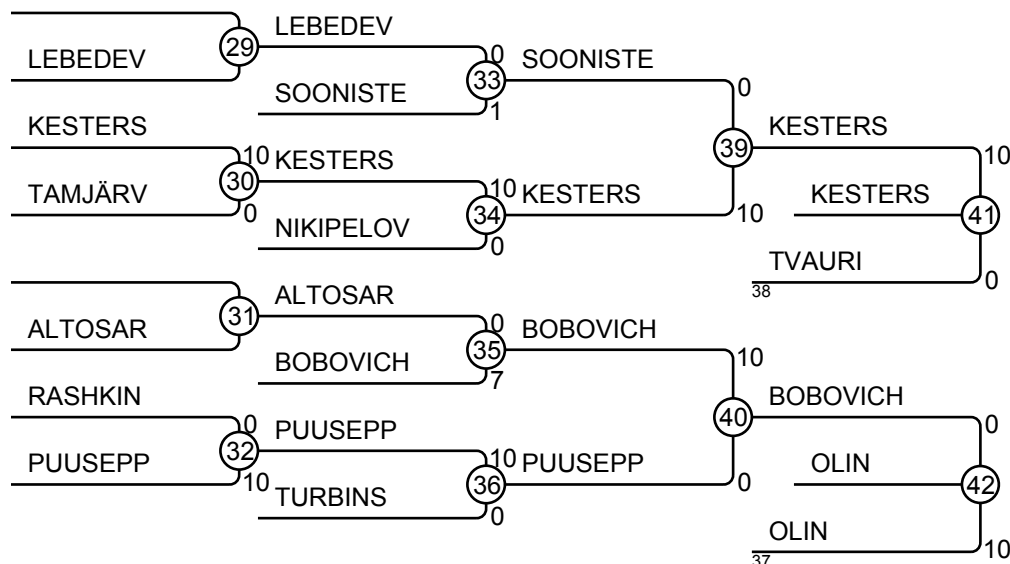 LEBEDEV
29
LEBEDEV
0
33
SOONISTE
LEBEDEV
SOONISTE
1
0
KESTERS
10
30
KESTERS
39
KESTERS
10
TAMJÄRV
0
10
34
KESTERS
10
KESTERS
41
NIKIPELOV
0
TVAURI
0
38
31
ALTOSAR
0
35
BOBOVICH
ALTOSAR
BOBOVICH
7
10
RASHKIN
0
32
PUUSEPP
40
BOBOVICH
0
PUUSEPP
10
10
36
PUUSEPP
0
OLIN
42
TURBINS
0
OLIN
10
37